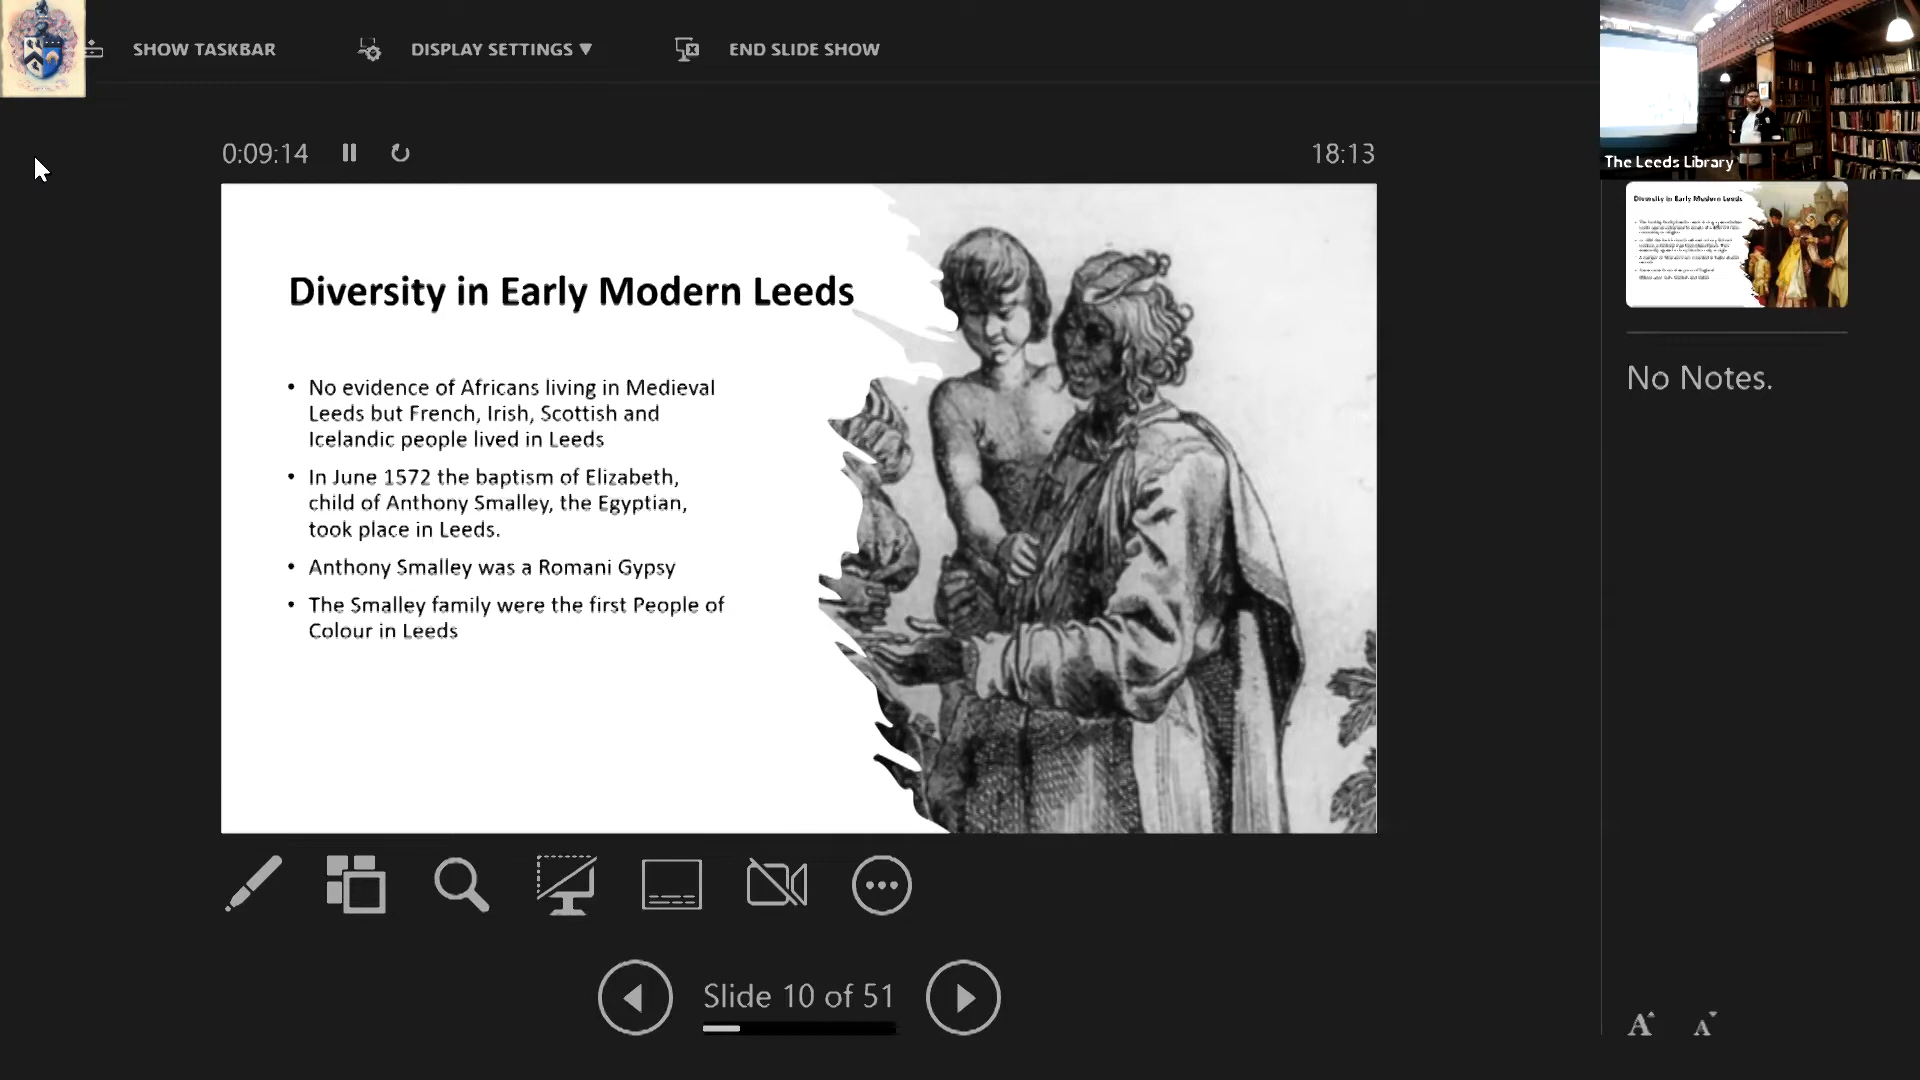 SHOW TASKBAR
DISPLAY SETTINGS ▼
END SLIDE SHOW
The Leeds Library
0:09:14
18:13
Diversity in Early Modern Leeds
• No evidence of Africans living in Medieval
Leeds but French, Irish, Scottish and
Icelandic people lived in Leeds
• In June 1572 the baptism of Elizabeth,
child of Anthony Smalley, the Egyptian,
took place in Leeds.
• Anthony Smalley was a Romani Gypsy
• The Smalley family were the first People of
Colour in Leeds
Diversity in Early Modern Leeds
No Notes.
Slide 10 of 51
A A